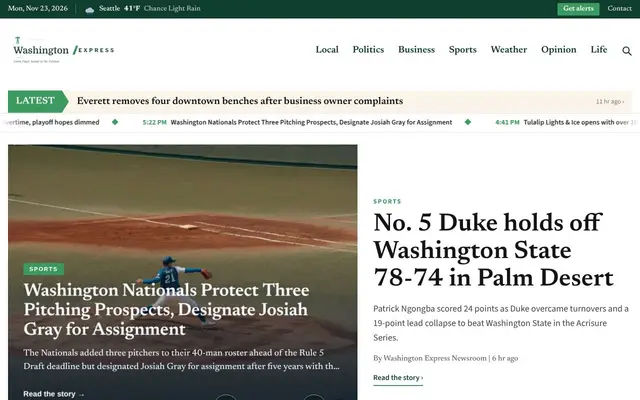 Mon, Nov 23, 2026
Seattle 41°F Chance Light Rain
Get alerts
Contact
Washington EXPRESS
Local Politics Business Sports Weather Opinion Life
LATEST
Everett removes four downtown benches after business owner complaints
11 hr ago ›
overtime, playoff hopes dimmed
5:22 PM Washington Nationals Protect Three Pitching Prospects, Designate Josiah Gray for Assignment
4:41 PM Tulalip Lights & Ice opens with over
SPORTS
Washington Nationals Protect Three
Pitching Prospects, Designate Josiah
Gray for Assignment
The Nationals added three pitchers to their 40-man roster ahead of the Rule 5
Draft deadline but designated Josiah Gray for assignment after five years with th...
Read the story →
SPORTS
No. 5 Duke holds off
Washington State
78-74 in Palm Desert
Patrick Ngongba scored 24 points as Duke overcame turnovers and a
19-point lead collapse to beat Washington State in the Acrisure
Series.
By Washington Express Newsroom | 6 hr ago
Read the story ›